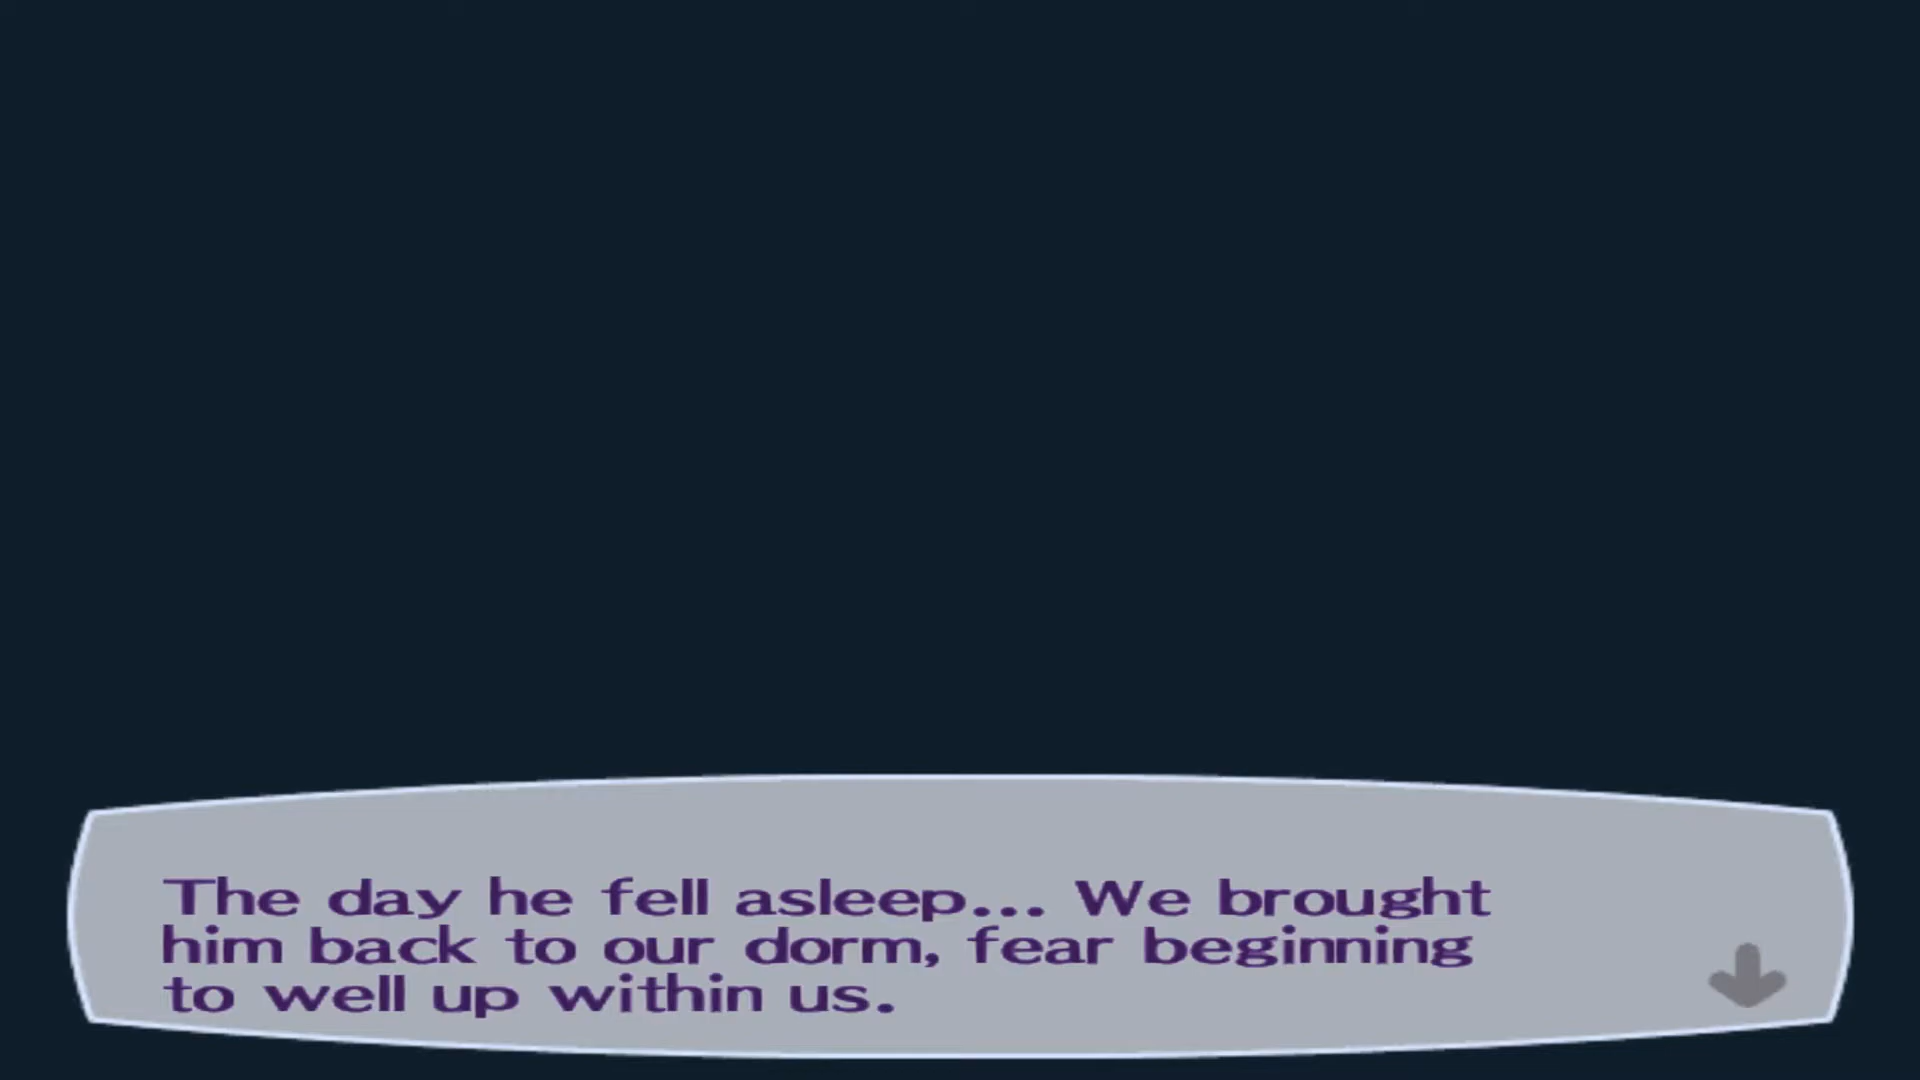 The day he fell asleep... We brought
him back to our dorm, fear beginning
to well up within us.